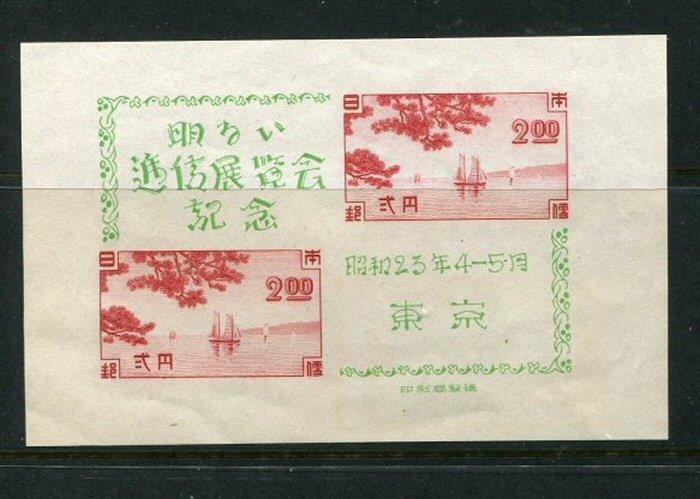 明るい
逓信展覧会
記念
日本
2.00
弐円
郵便
日本
2.00
弐円
郵便
昭和23年4-5月
東京
印刷局製造